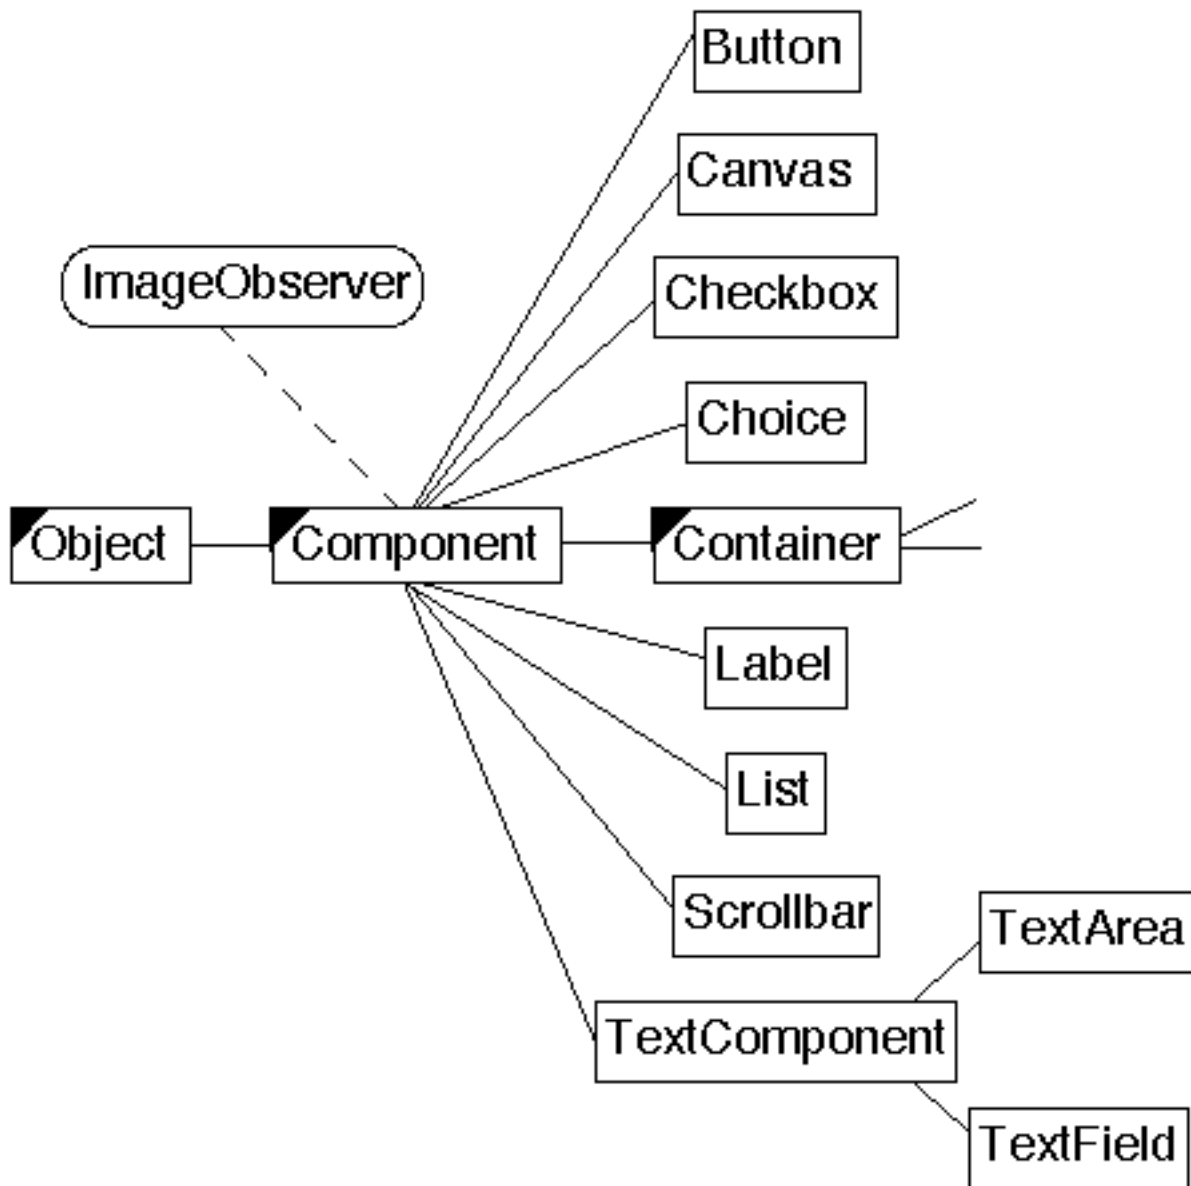 Button
Canvas
ImageObserver
Checkbox
Choice
Object
Component
Container
Label
List
Scrollbar
TextArea
TextComponent
TextField